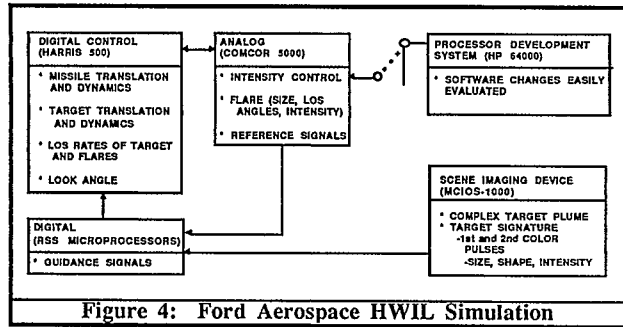 DIGITAL CONTROL
(HARRIS 500)
* MISSILE TRANSLATION
AND DYNAMICS
* TARGET TRANSLATION
AND DYNAMICS
* LOS RATES OF TARGET
AND FLARES
* LOOK ANGLE
ANALOG
(COMCOR 5000)
* INTENSITY CONTROL
* FLARE (SIZE, LOS
ANGLES, INTENSITY)
* REFERENCE SIGNALS
PROCESSOR DEVELOPMENT
SYSTEM (HP 64000)
* SOFTWARE CHANGES EASILY
EVALUATED
DIGITAL
(RSS MICROPROCESSORS)
* GUIDANCE SIGNALS
SCENE IMAGING DEVICE
(MCIOS-1000)
* COMPLEX TARGET PLUME
* TARGET SIGNATURE
-1st and 2nd COLOR
PULSES
-SIZE, SHAPE, INTENSITY
Figure 4: Ford Aerospace HWIL Simulation